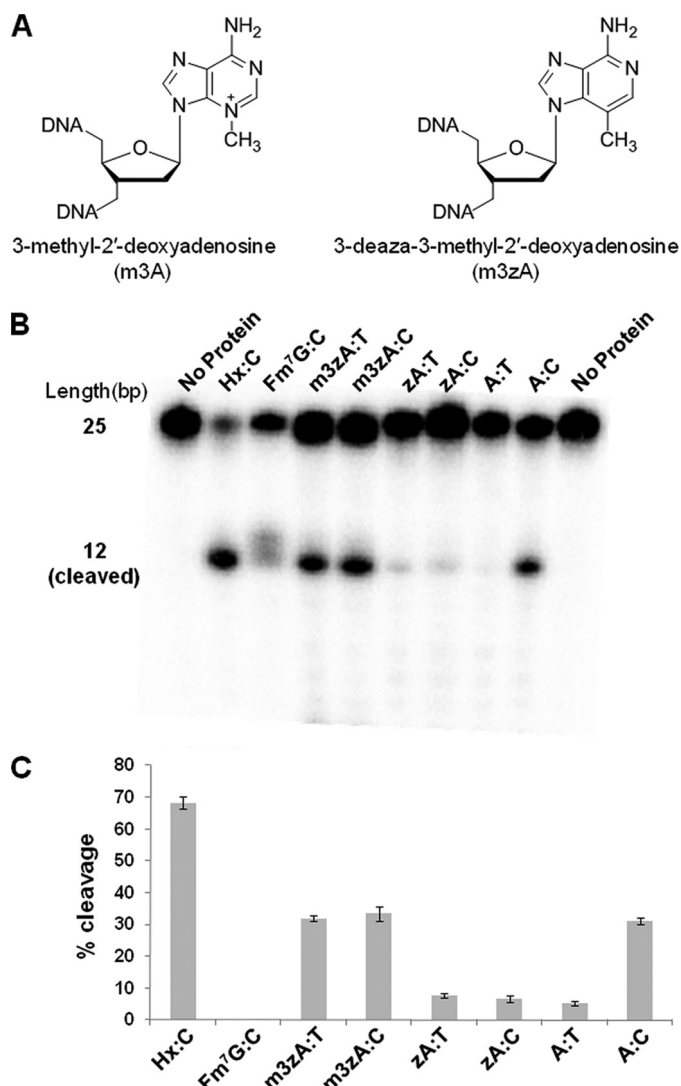 A
NH₂ NH₂
N N N N
N N⁺ N
DNA O CH₃ DNA O CH₃
DNA DNA
3-methyl-2′-deoxyadenosine 3-deaza-3-methyl-2′-deoxyadenosine
(m3A) (m3zA)
B
No Protein Hx:C Fm⁷G:C m3zA:T m3zA:C zA:T zA:C A:T A:C No Protein
Length(bp)
25
12
(cleaved)
C
80
70
60
50
40
30
20
10
0
% cleavage
Hx:C Fm⁷G:C m3zA:T m3zA:C zA:T zA:C A:T A:C